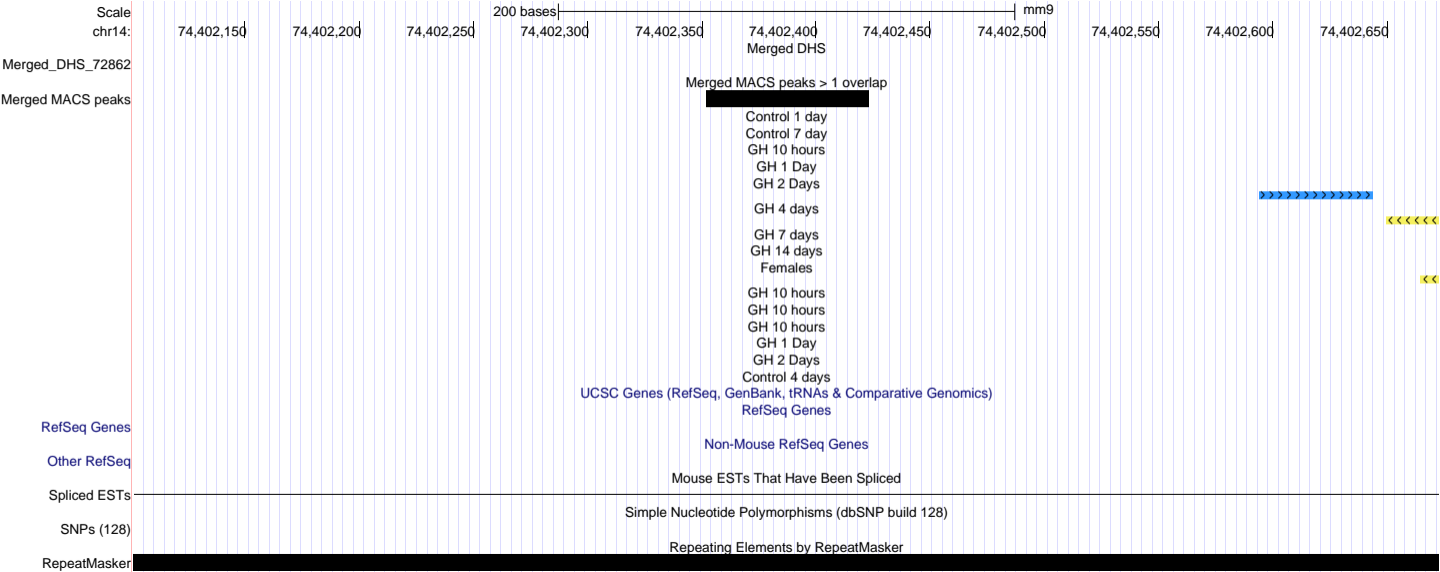 Scale 200 bases mm9
chr14: 74,402,150 74,402,200 74,402,250 74,402,300 74,402,350 74,402,400 74,402,450 74,402,500 74,402,550 74,402,600 74,402,650
Merged DHS
Merged_DHS_72862
Merged MACS peaks > 1 overlap
Merged MACS peaks
Control 1 day
Control 7 day
GH 10 hours
GH 1 Day
GH 2 Days
GH 4 days
GH 7 days
GH 14 days
Females
GH 10 hours
GH 10 hours
GH 10 hours
GH 1 Day
GH 2 Days
Control 4 days
UCSC Genes (RefSeq, GenBank, tRNAs & Comparative Genomics)
RefSeq Genes
RefSeq Genes
Non-Mouse RefSeq Genes
Other RefSeq
Mouse ESTs That Have Been Spliced
Spliced ESTs
Simple Nucleotide Polymorphisms (dbSNP build 128)
SNPs (128)
Repeating Elements by RepeatMasker
RepeatMasker